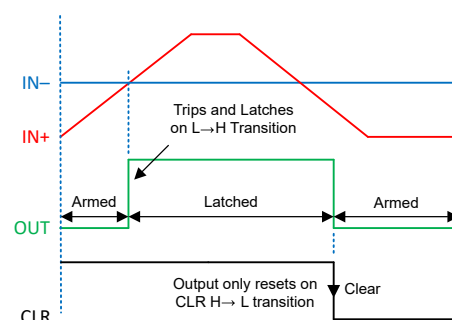 IN−
IN+
Trips and Latches
on L→H Transition
Armed
Latched
Armed
OUT
Output only resets on
CLR H→ L transition
Clear
CLR